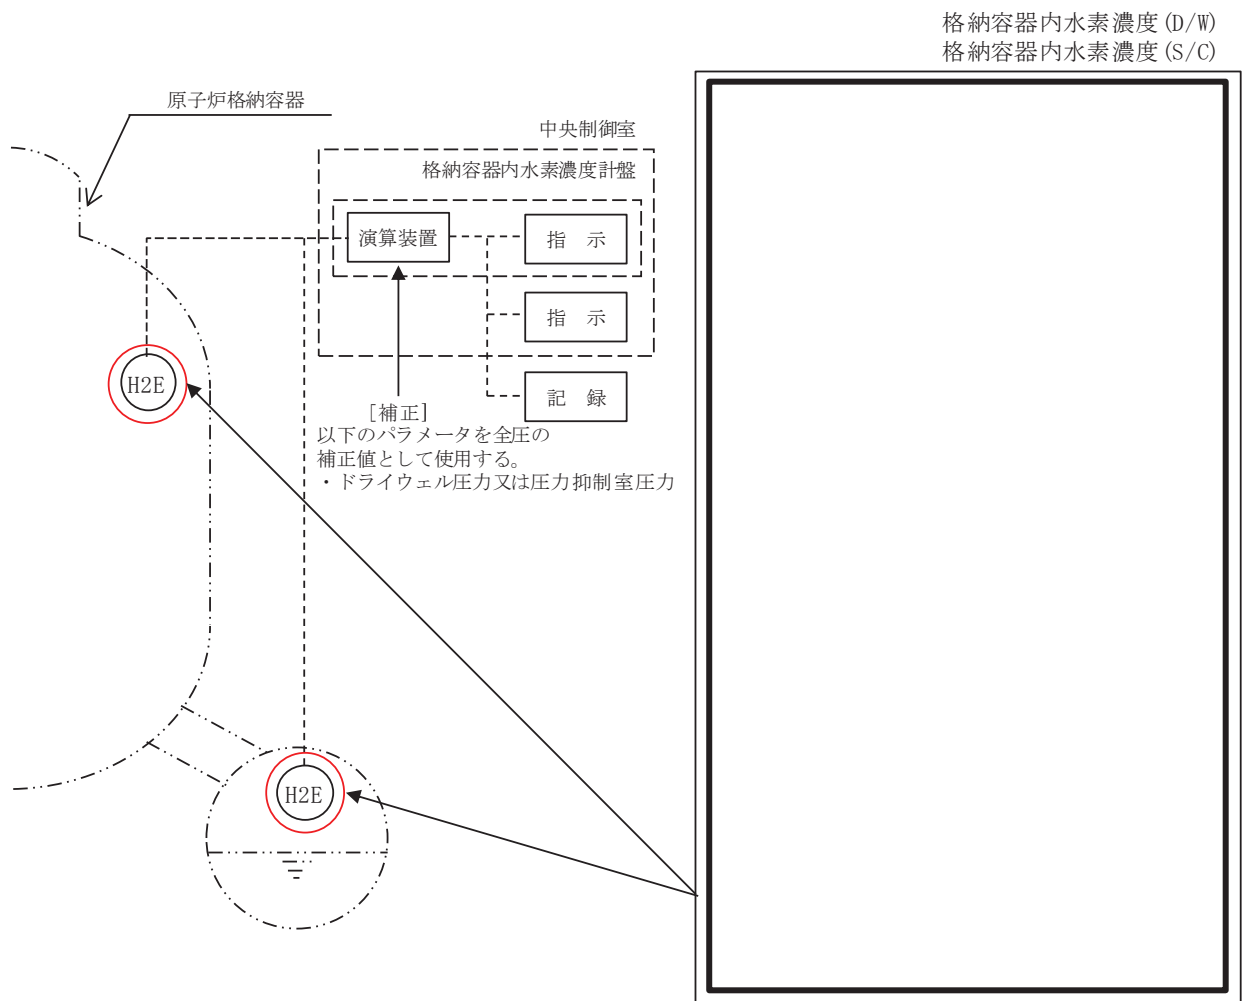 格納容器内水素濃度(D/W)
格納容器内水素濃度(S/C)
原子炉格納容器
中央制御室
格納容器内水素濃度計盤
演算装置
指 示
指 示
記 録
H2E
[補正]
以下のパラメータを全圧の
補正値として使用する。
・ドライウェル圧力又は圧力抑制室圧力
H2E